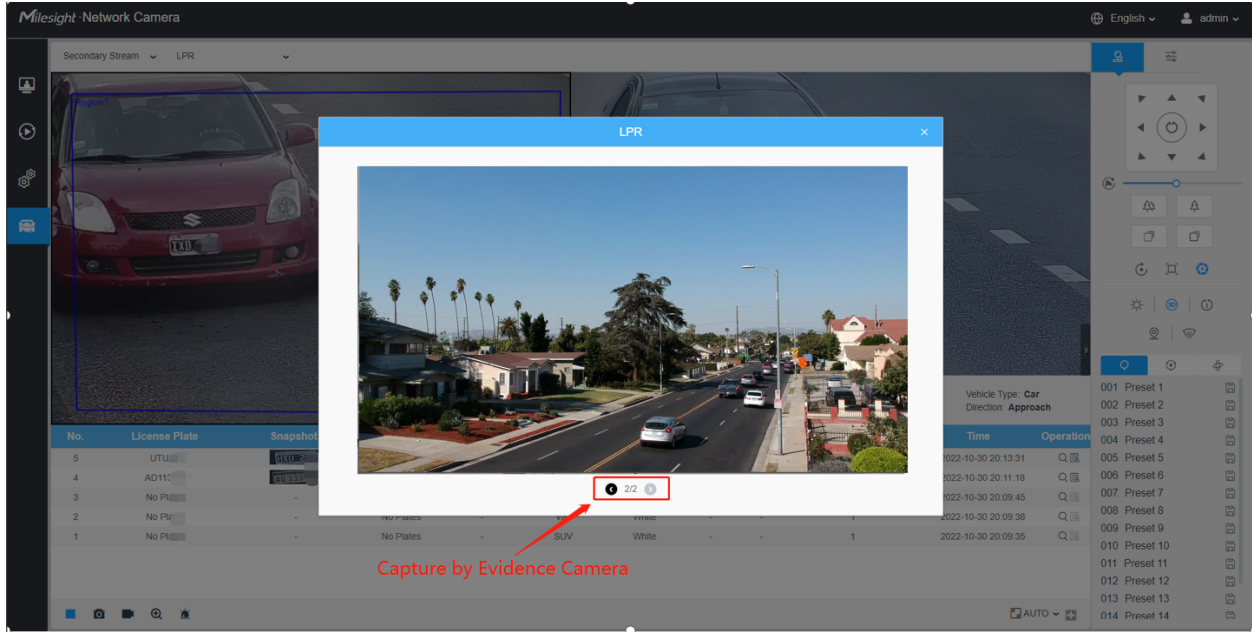 Milesight · Network Camera
English
admin
Secondary Stream
LPR
Region1
LPR
×
Vehicle Type: Car
Direction: Approach
No. License Plate Snapshot Time Operation
5 UTU 2022-10-30 20:13:31
4 AD11 2022-10-30 20:11:18
3 No 2022-10-30 20:09:45
2 No No Plates - White - - 1 2022-10-30 20:09:38
1 No - No Plates - SUV White - - 1 2022-10-30 20:09:35
2/2
Capture by Evidence Camera
AUTO
001 Preset 1
002 Preset 2
003 Preset 3
004 Preset 4
005 Preset 5
006 Preset 6
007 Preset 7
008 Preset 8
009 Preset 9
010 Preset 10
011 Preset 11
012 Preset 12
013 Preset 13
014 Preset 14